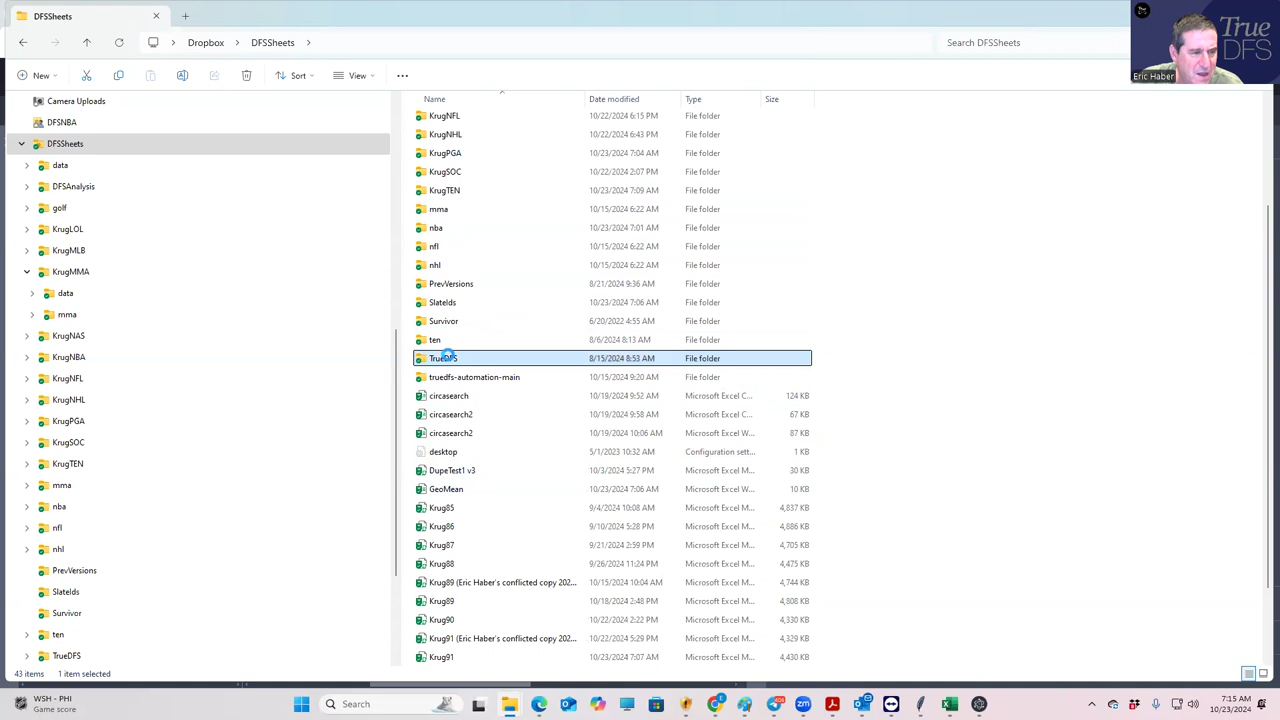 DFSSheets
True
DFS
Eric Haber
Dropbox
DFSSheets
Search DFSSheets
New
Sort
View
Camera Uploads
DFSNBA
DFSSheets
data
DFSAnalysis
golf
KrugLOL
KrugMLB
KrugMMA
data
mma
KrugNAS
KrugNBA
KrugNFL
KrugNHL
KrugPGA
KrugSOC
KrugTEN
mma
nba
nfl
nhl
PrevVersions
SlateIds
Survivor
ten
TrueDFS
Name Date modified Type Size
KrugNFL 10/22/2024 6:15 PM File folder
KrugNHL 10/22/2024 6:43 PM File folder
KrugPGA 10/23/2024 7:04 AM File folder
KrugSOC 10/22/2024 2:07 PM File folder
KrugTEN 10/23/2024 7:09 AM File folder
mma 10/15/2024 6:22 AM File folder
nba 10/23/2024 7:01 AM File folder
nfl 10/15/2024 6:22 AM File folder
nhl 10/15/2024 6:22 AM File folder
PrevVersions 8/21/2024 9:36 AM File folder
SlateIds 10/23/2024 7:06 AM File folder
Survivor 6/20/2022 4:55 AM File folder
ten 8/6/2024 8:13 AM File folder
TrueDFS 8/15/2024 8:53 AM File folder
truedfs-automation-main 10/15/2024 9:20 AM File folder
circasearch 10/19/2024 9:52 AM Microsoft Excel C... 124 KB
circasearch2 10/19/2024 9:58 AM Microsoft Excel C... 67 KB
circasearch2 10/19/2024 10:06 AM Microsoft Excel W... 87 KB
desktop 5/1/2023 10:32 AM Configuration sett... 1 KB
DupeTest1 v3 10/3/2024 5:27 PM Microsoft Excel M... 30 KB
GeoMean 10/23/2024 7:06 AM Microsoft Excel W... 10 KB
Krug85 9/4/2024 10:08 AM Microsoft Excel M... 4,837 KB
Krug86 9/10/2024 5:28 PM Microsoft Excel M... 4,886 KB
Krug87 9/21/2024 2:59 PM Microsoft Excel M... 4,705 KB
Krug88 9/26/2024 11:24 PM Microsoft Excel M... 4,475 KB
Krug89 (Eric Haber's conflicted copy 202... 10/15/2024 10:04 AM Microsoft Excel M... 4,744 KB
Krug89 10/18/2024 2:48 PM Microsoft Excel M... 4,808 KB
Krug90 10/22/2024 2:22 PM Microsoft Excel M... 4,330 KB
Krug91 (Eric Haber's conflicted copy 202... 10/22/2024 5:29 PM Microsoft Excel M... 4,329 KB
Krug91 10/23/2024 7:07 AM Microsoft Excel M... 4,430 KB
43 items 1 item selected
WSH - PHI
Game score
Search
7:15 AM
10/23/2024